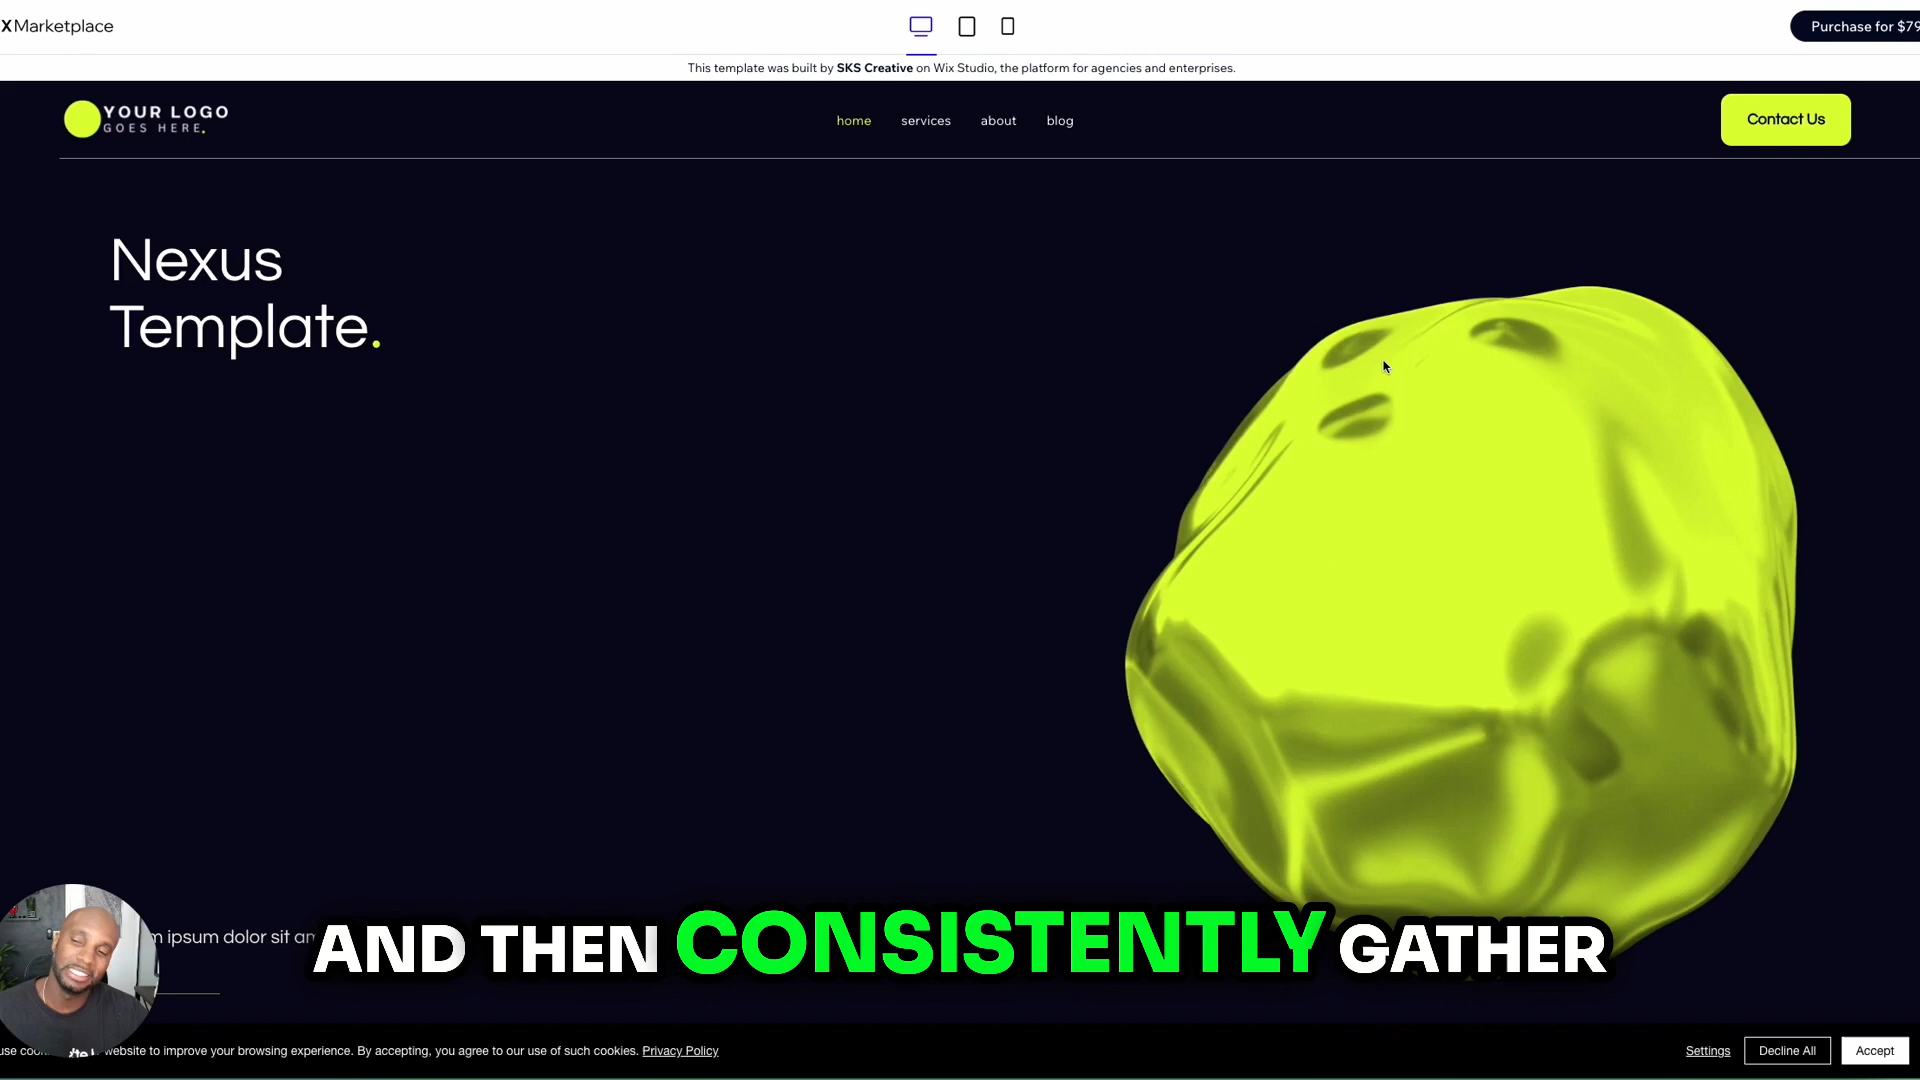 X Marketplace
Purchase for $79
This template was built by SKS Creative on Wix Studio, the platform for agencies and enterprises.
YOUR LOGO
GOES HERE.
home services about blog
Contact Us
Nexus
Template.
ipsum dolor sit
AND THEN CONSISTENTLY GATHER
use website to improve your browsing experience. By accepting, you agree to our use of such cookies. Privacy Policy
Settings Decline All Accept